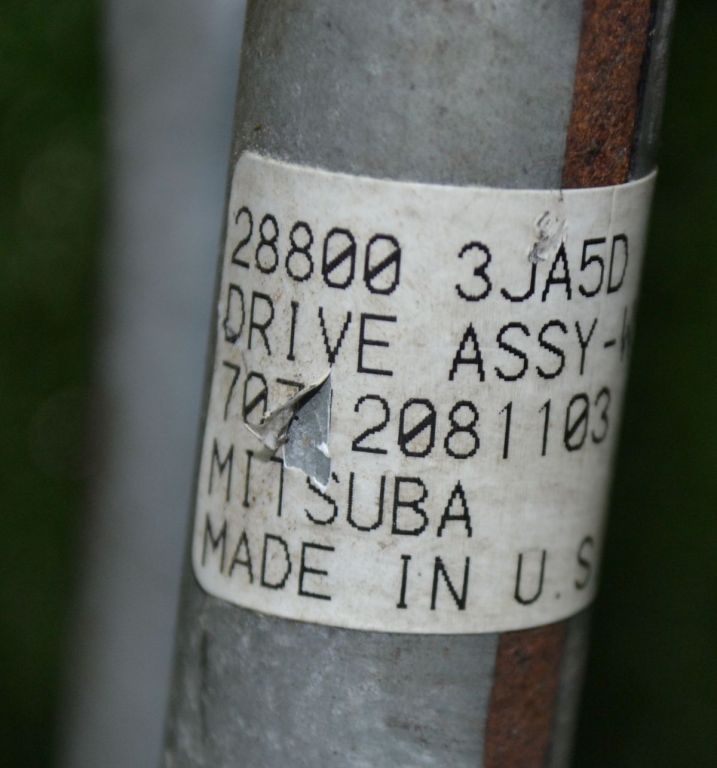 28800 3JA5D
DRIVE ASSY-
2081103
MITSUBA
MADE IN U.S